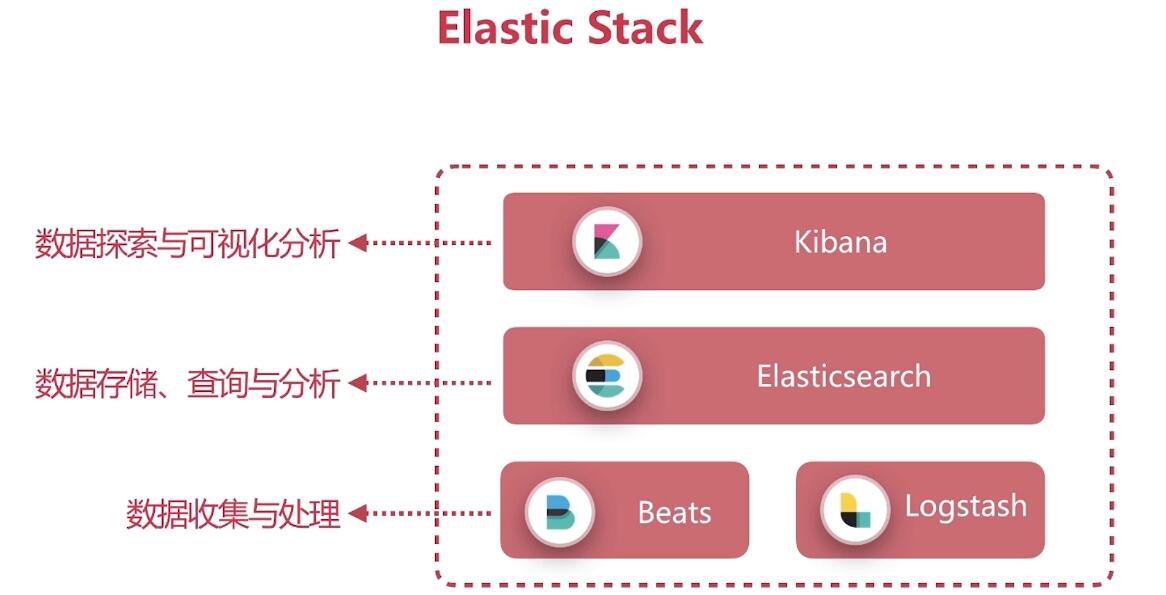 Elastic Stack
数据探索与可视化分析
Kibana
数据存储、查询与分析
Elasticsearch
数据收集与处理
Beats
Logstash